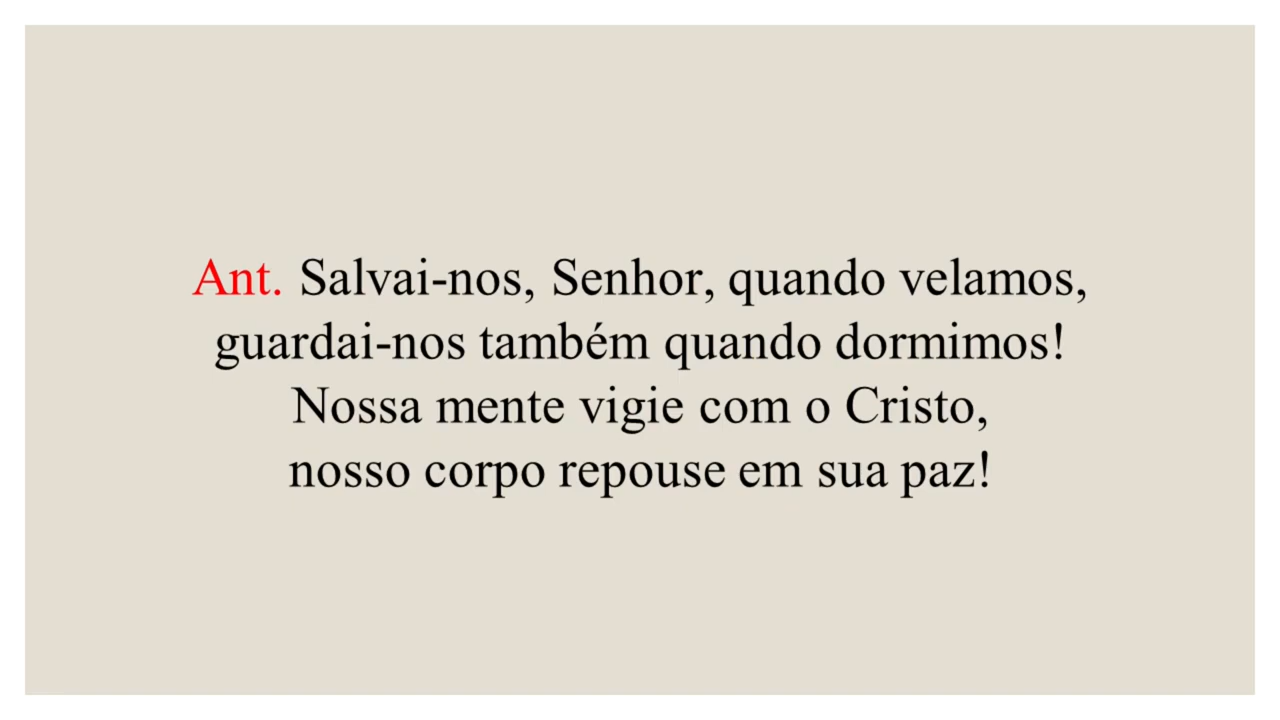 Ant. Salvai-nos, Senhor, quando velamos,
guardai-nos também quando dormimos!
Nossa mente vigie com o Cristo,
nosso corpo repouse em sua paz!